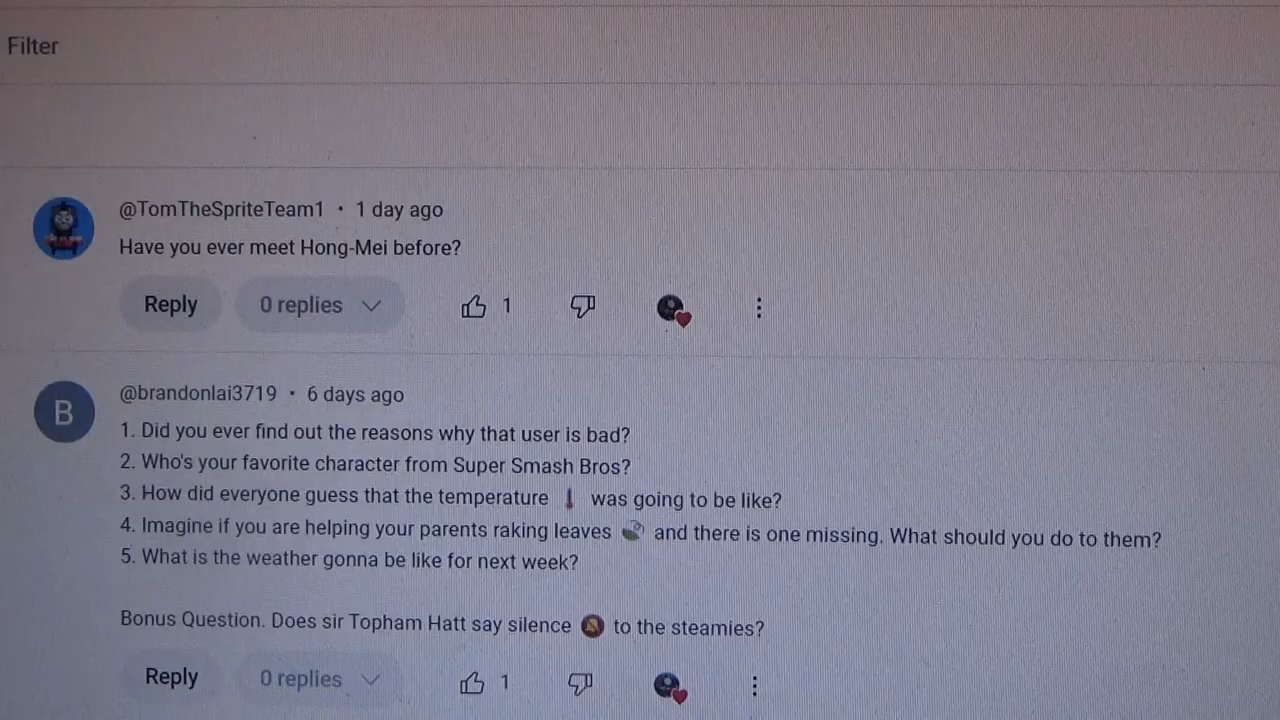 Filter
@TomTheSpriteTeam1 • 1 day ago
Have you ever meet Hong-Mei before?
Reply 0 replies 1
B
@brandonlai3719 • 6 days ago
1. Did you ever find out the reasons why that user is bad?
2. Who's your favorite character from Super Smash Bros?
3. How did everyone guess that the temperature 🌡️ was going to be like?
4. Imagine if you are helping your parents raking leaves 🍃 and there is one missing. What should you do to them?
5. What is the weather gonna be like for next week?
Bonus Question. Does sir Topham Hatt say silence 🔕 to the steamies?
Reply 0 replies 1